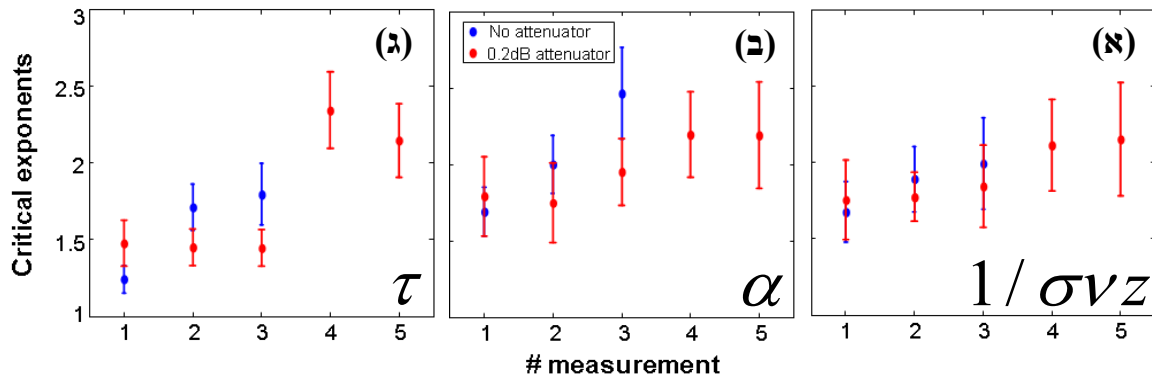 3
2.5
2
1.5
1
Critical exponents
(ג)
τ
1 2 3 4 5
No attenuator
0.2dB attenuator
(ב)
α
1 2 3 4 5
(א)
1 / σνz
1 2 3 4 5
# measurement